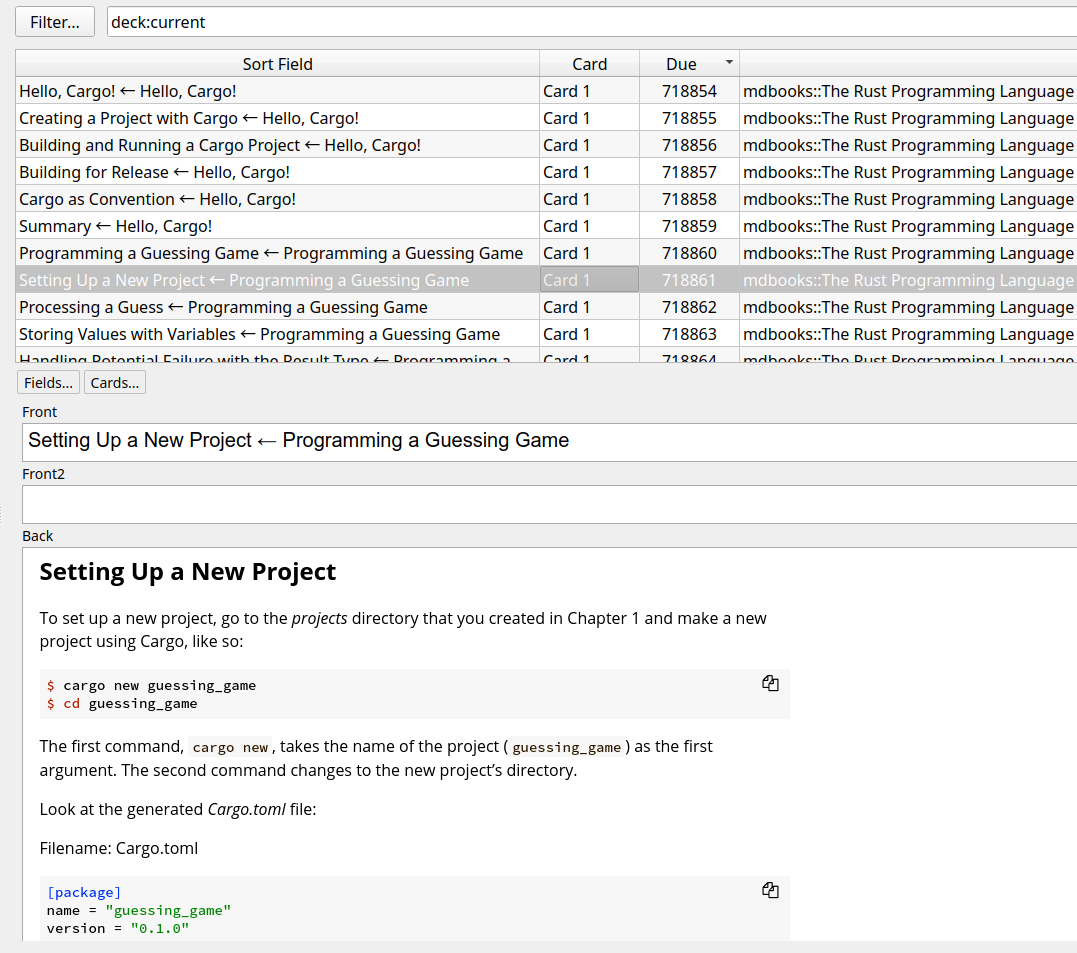 Filter... deck:current
Sort Field Card Due
Hello, Cargo! ← Hello, Cargo! Card 1 718854 mdbooks::The Rust Programming Language
Creating a Project with Cargo ← Hello, Cargo! Card 1 718855 mdbooks::The Rust Programming Language
Building and Running a Cargo Project ← Hello, Cargo! Card 1 718856 mdbooks::The Rust Programming Language
Building for Release ← Hello, Cargo! Card 1 718857 mdbooks::The Rust Programming Language
Cargo as Convention ← Hello, Cargo! Card 1 718858 mdbooks::The Rust Programming Language
Summary ← Hello, Cargo! Card 1 718859 mdbooks::The Rust Programming Language
Programming a Guessing Game ← Programming a Guessing Game Card 1 718860 mdbooks::The Rust Programming Language
Setting Up a New Project ← Programming a Guessing Game Card 1 718861 mdbooks::The Rust Programming Language
Processing a Guess ← Programming a Guessing Game Card 1 718862 mdbooks::The Rust Programming Language
Storing Values with Variables ← Programming a Guessing Game Card 1 718863 mdbooks::The Rust Programming Language
Handling Potential Failure with the Result Type ← Programming a Card 1 718864 mdbooks::The Rust Programming Language
Fields... Cards...
Front
Setting Up a New Project ← Programming a Guessing Game
Front2
Back
Setting Up a New Project
To set up a new project, go to the projects directory that you created in Chapter 1 and make a new
project using Cargo, like so:
$ cargo new guessing_game
$ cd guessing_game
The first command, cargo new, takes the name of the project (guessing_game) as the first
argument. The second command changes to the new project’s directory.
Look at the generated Cargo.toml file:
Filename: Cargo.toml
[package]
name = "guessing_game"
version = "0.1.0"